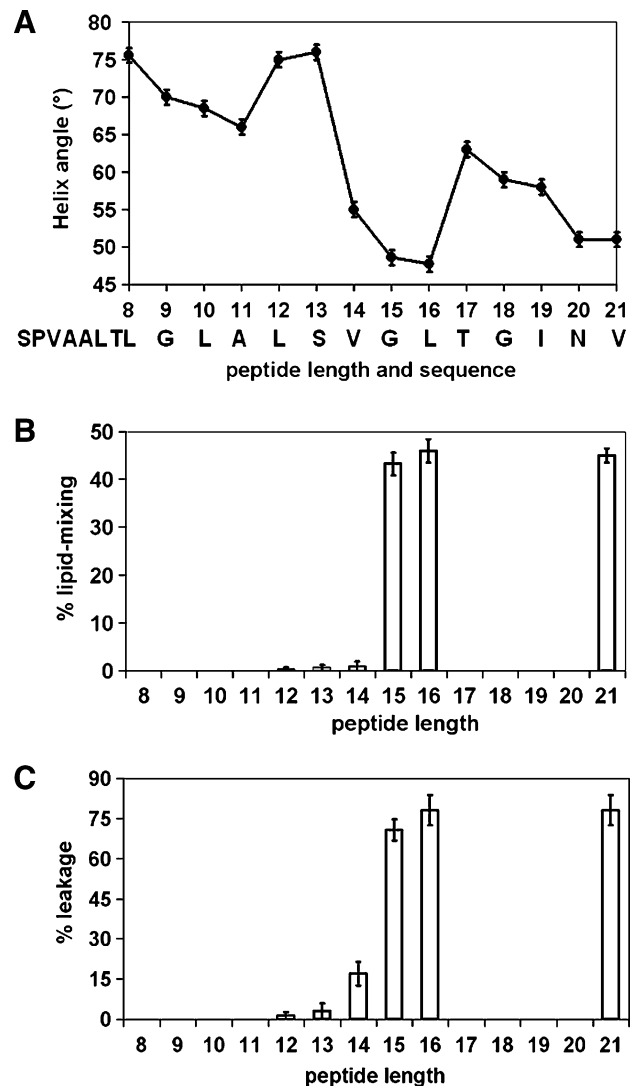 A
80
75
70
65
60
55
50
45
Helix angle (°)
8 9 10 11 12 13 14 15 16 17 18 19 20 21
SPVAALTL G L A L S V G L T G I N V
peptide length and sequence
B
50
40
30
20
10
0
% lipid-mixing
8 9 10 11 12 13 14 15 16 17 18 19 20 21
peptide length
C
90
75
60
45
30
15
0
% leakage
8 9 10 11 12 13 14 15 16 17 18 19 20 21
peptide length